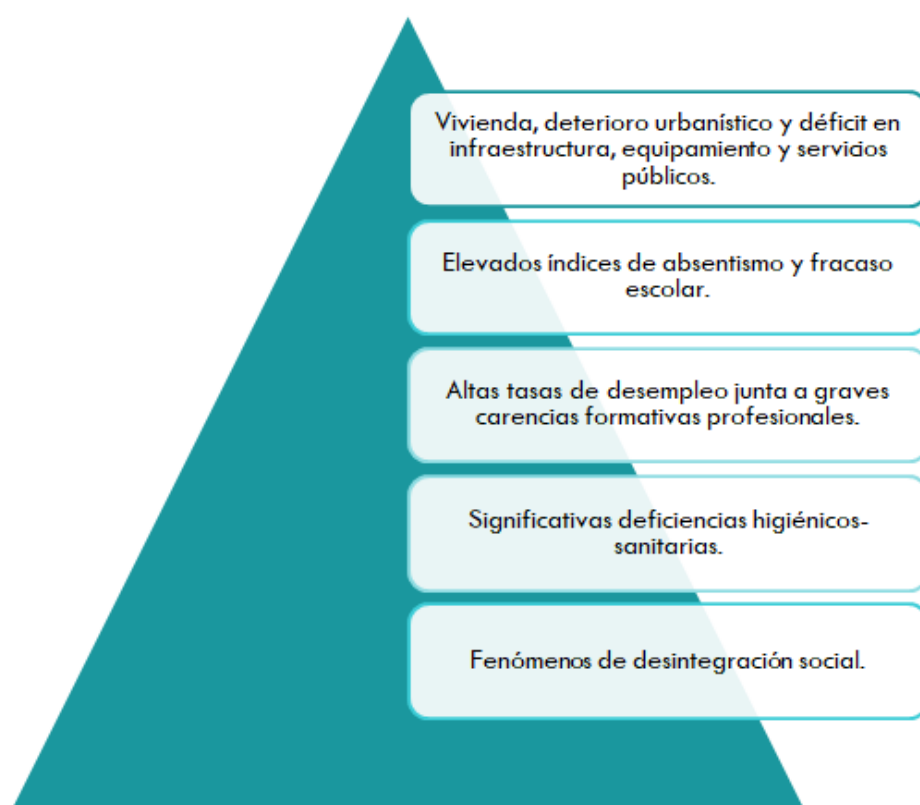 Vivienda, deterioro urbanístico y déficit en
infraestructura, equipamiento y servicios
públicos.
Elevados índices de absentismo y fracaso
escolar.
Altas tasas de desempleo junta a graves
carencias formativas profesionales.
Significativas deficiencias higiénicos-
sanitarias.
Fenómenos de desintegración social.